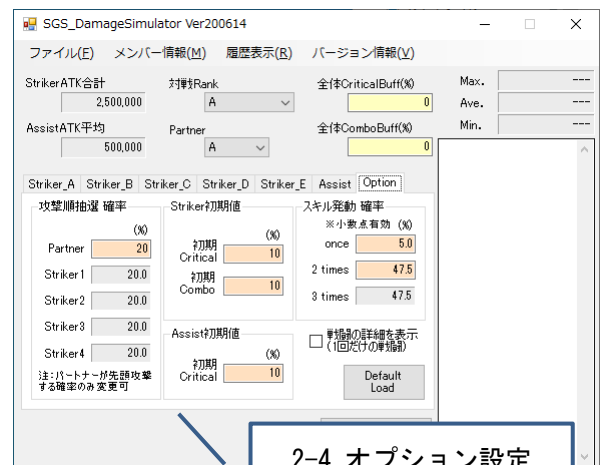 SGS_DamageSimulator Ver200614
ファイル(F) メンバー情報(M) 履歴表示(R) バージョン情報(V)
StrikerATK合計 対戦Rank 全体CriticalBuff(%) Max. ---
2,500,000 A 0 Ave. ---
AssistATK平均 Partner 全体ComboBuff(%) Min. ---
500,000 A 0
Striker_A Striker_B Striker_C Striker_D Striker_E Assist Option
攻撃順抽選 確率
(%)
Partner 20
Striker1 20.0
Striker2 20.0
Striker3 20.0
Striker4 20.0
注:パートナーが先頭攻撃
する確率のみ変更可
Striker初期値
(%)
初期
Critical 10
初期
Combo 10
Assist初期値
(%)
初期
Critical 10
スキル発動 確率
※小数点有効 (%)
once 5.0
2 times 47.5
3 times 47.5
戦闘の詳細を表示
(1回だけの戦闘)
Default
Load
2-4 オプション設定